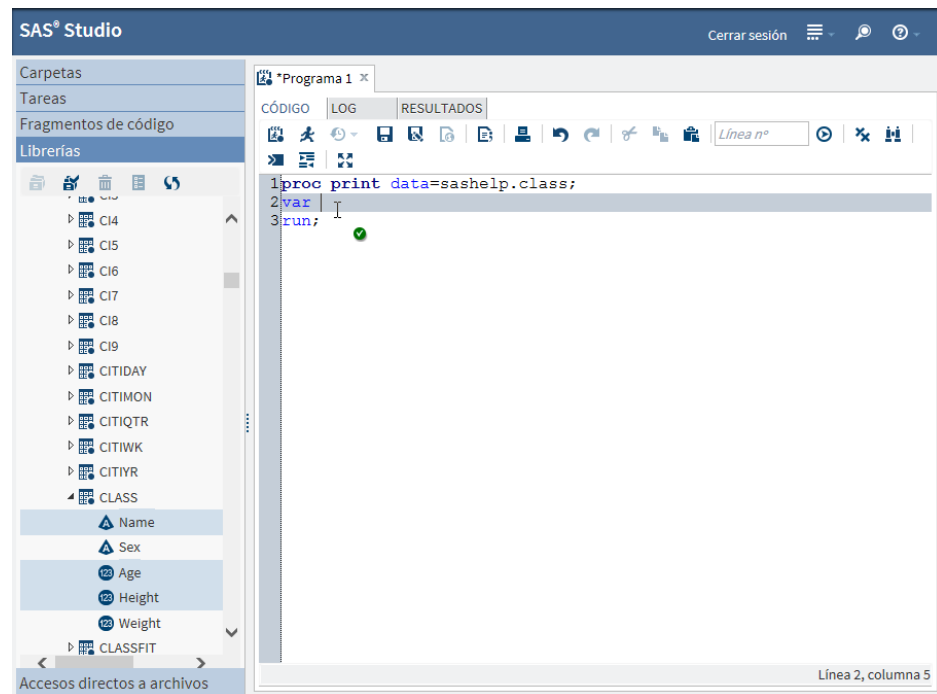 SAS® Studio
Cerrar sesión
Carpetas
Tareas
Fragmentos de código
Librerías
CI4
CI5
CI6
CI7
CI8
CI9
CITIDAY
CITIMON
CITIQTR
CITIWK
CITIYR
CLASS
Name
Sex
Age
Height
Weight
CLASSFIT
Accesos directos a archivos
*Programa 1 x
CÓDIGO LOG RESULTADOS
Línea nº
1 proc print data=sashelp.class;
2 var
3 run;
Línea 2, columna 5